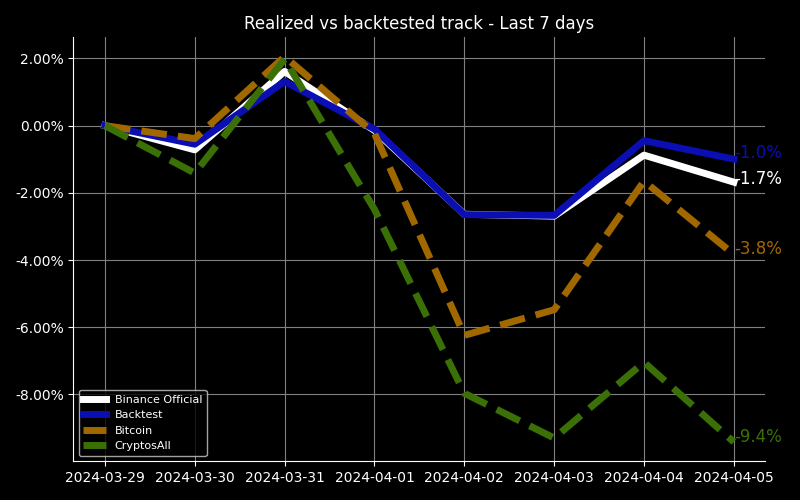 Realized vs backtested track - Last 7 days
2.00%
0.00%
-2.00%
-4.00%
-6.00%
-8.00%
-1.0%
-1.7%
-3.8%
-9.4%
Binance Official
Backtest
Bitcoin
CryptosAll
2024-03-29 2024-03-30 2024-03-31 2024-04-01 2024-04-02 2024-04-03 2024-04-04 2024-04-05